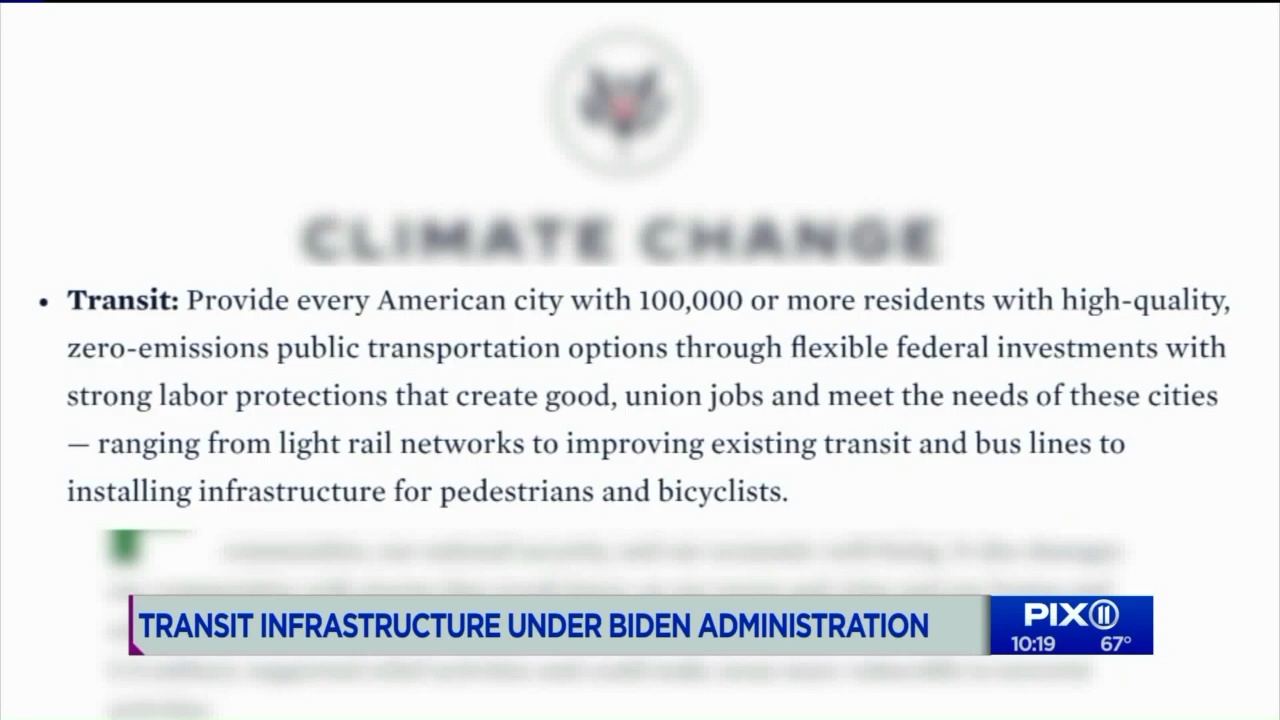 CLIMATE CHANGE
• Transit: Provide every American city with 100,000 or more residents with high-quality,
zero-emissions public transportation options through flexible federal investments with
strong labor protections that create good, union jobs and meet the needs of these cities
— ranging from light rail networks to improving existing transit and bus lines to
installing infrastructure for pedestrians and bicyclists.
TRANSIT INFRASTRUCTURE UNDER BIDEN ADMINISTRATION
PIX11
10:19 67°